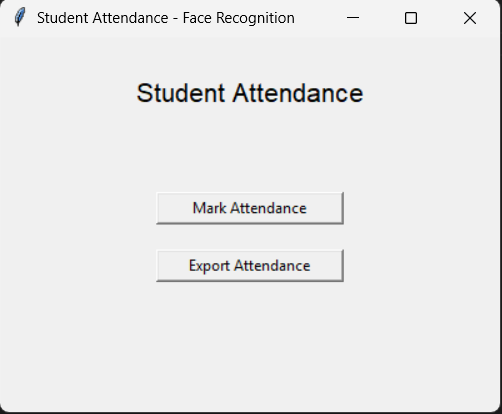 Student Attendance - Face Recognition
Student Attendance
Mark Attendance
Export Attendance